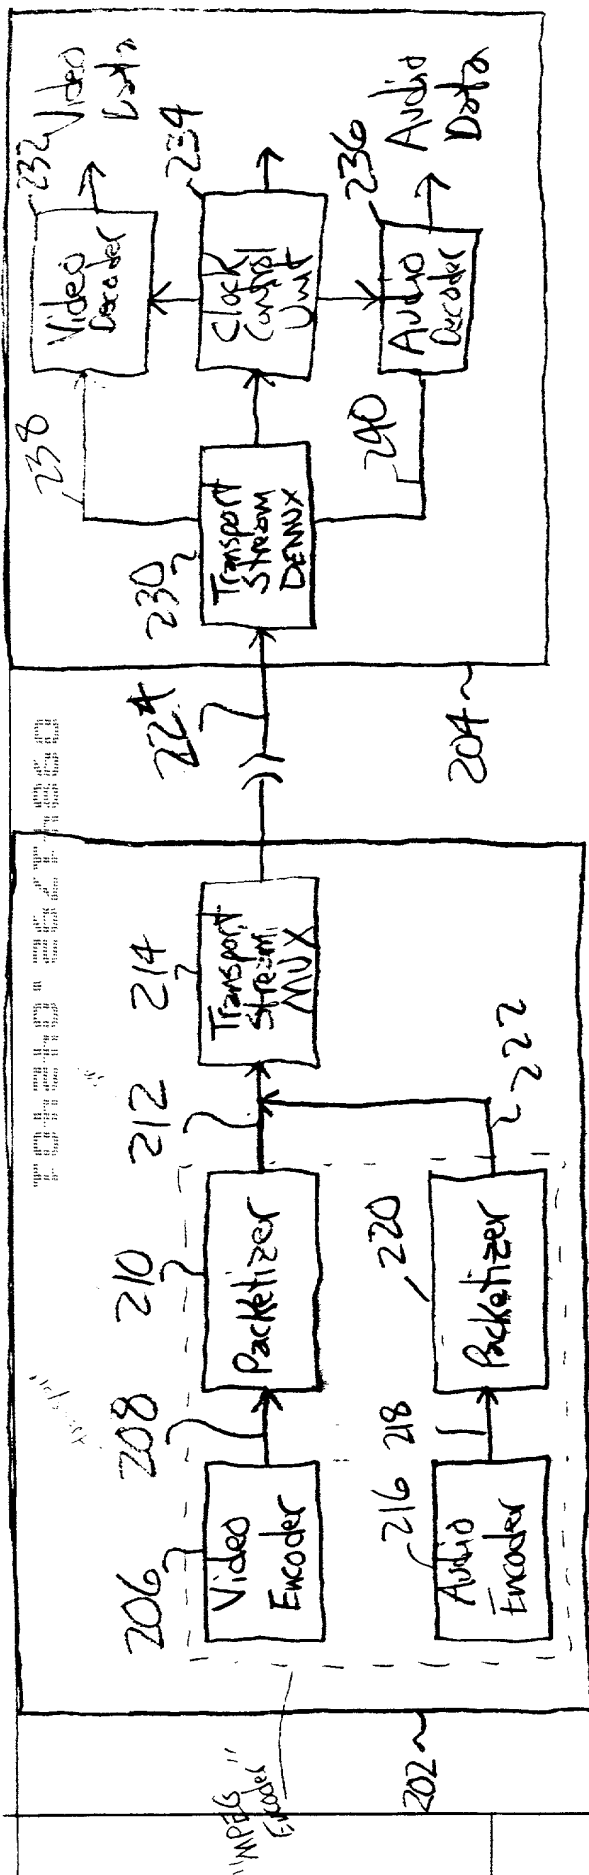 "MPEG
Encoder"
202
206
Video
Encoder
208
210
Packetizer
212
214
Transport
Stream
MUX
216
Audio
Encoder
218
220
Packetizer
222
224
204
230
Transport
Stream
DEMUX
238
232
Video
Decoder
Video
Data
234
Clock
Control
Unit
240
236
Audio
Decoder
Audio
Data